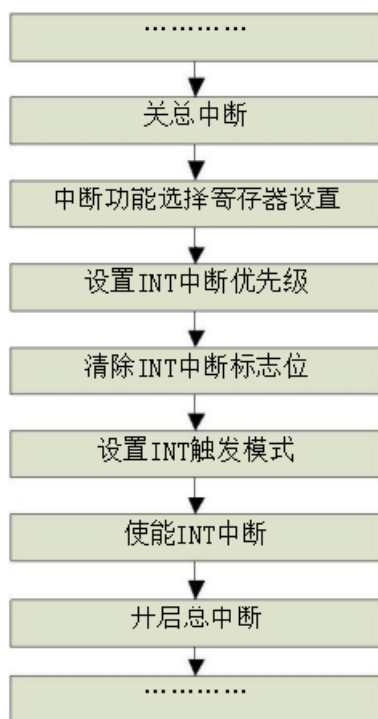 …………
关总中断
中断功能选择寄存器设置
设置INT中断优先级
清除INT中断标志位
设置INT触发模式
使能INT中断
开启总中断
…………